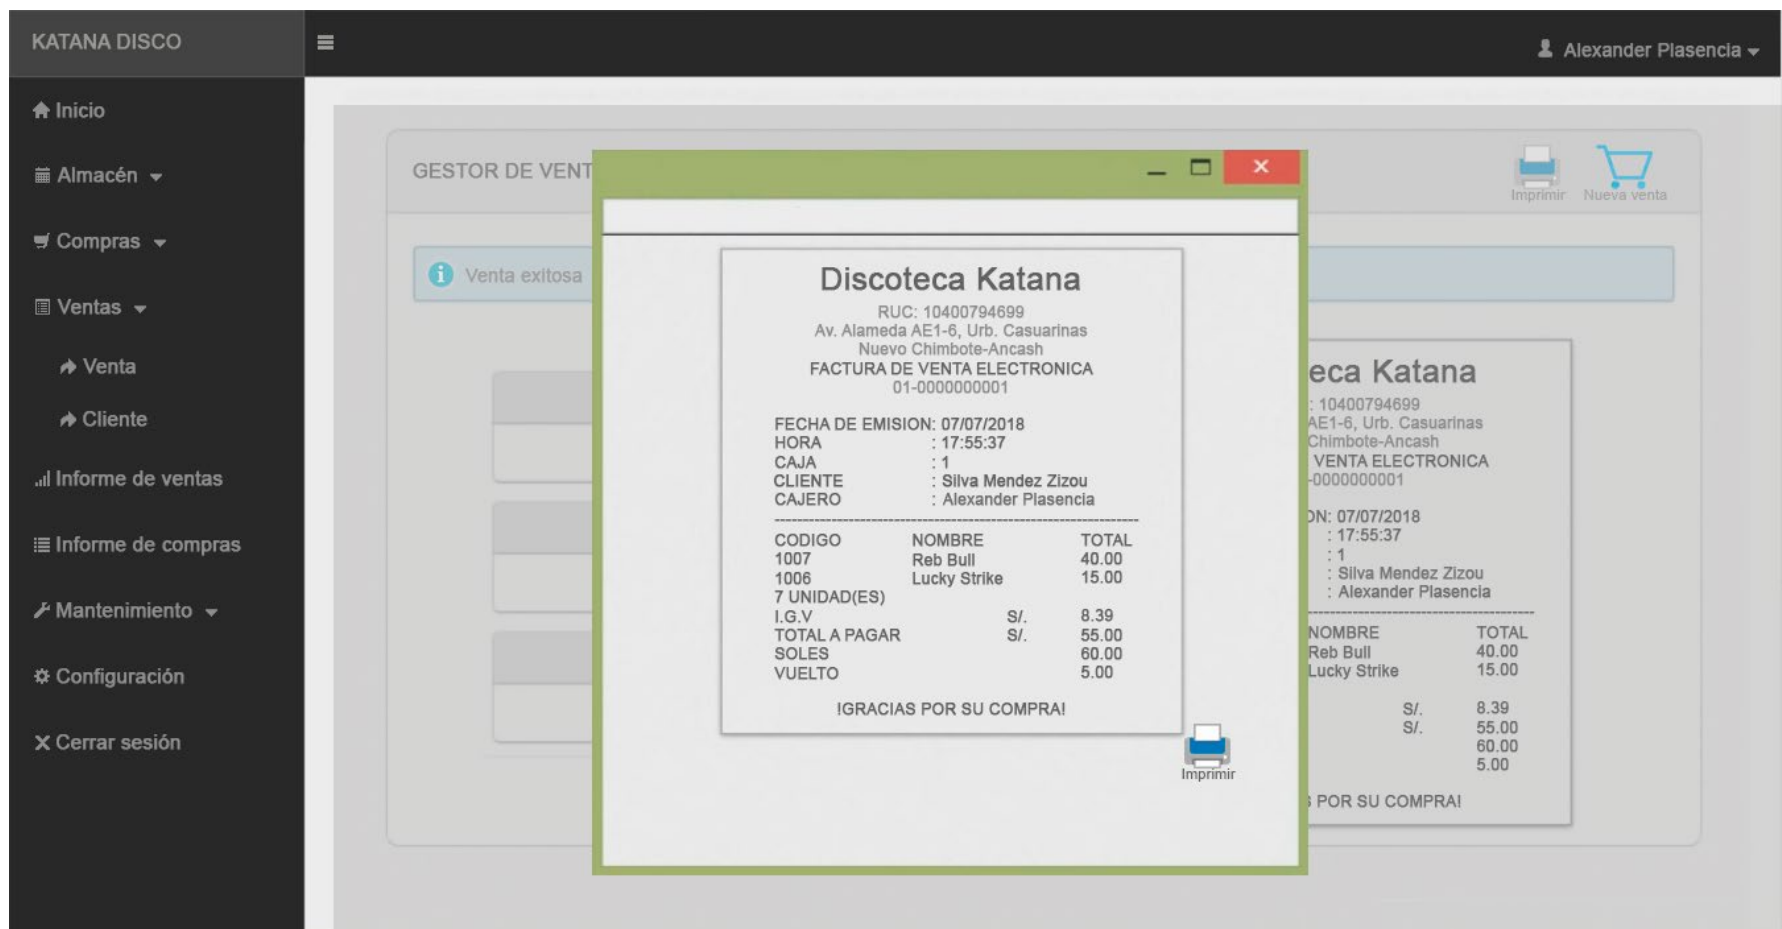 KATANA DISCO
Alexander Plasencia
Inicio
Almacén
Compras
Ventas
Venta
Cliente
Informe de ventas
Informe de compras
Mantenimiento
Configuración
Cerrar sesión
GESTOR DE VENT
Imprimir
Nueva venta
Venta exitosa
Discoteca Katana
RUC: 10400794699
Av. Alameda AE1-6, Urb. Casuarinas
Nuevo Chimbote-Ancash
FACTURA DE VENTA ELECTRONICA
01-0000000001
FECHA DE EMISION: 07/07/2018
HORA : 17:55:37
CAJA : 1
CLIENTE : Silva Mendez Zizou
CAJERO : Alexander Plasencia
--------------------------------------------------------------
CODIGO NOMBRE TOTAL
1007 Reb Bull 40.00
1006 Lucky Strike 15.00
7 UNIDAD(ES)
I.G.V S/. 8.39
TOTAL A PAGAR S/. 55.00
SOLES 60.00
VUELTO 5.00
!GRACIAS POR SU COMPRA!
Imprimir
eca Katana
: 10400794699
AE1-6, Urb. Casuarinas
Chimbote-Ancash
VENTA ELECTRONICA
-0000000001
ON: 07/07/2018
: 17:55:37
: 1
: Silva Mendez Zizou
: Alexander Plasencia
--------------------------------------
NOMBRE TOTAL
Reb Bull 40.00
Lucky Strike 15.00
S/. 8.39
S/. 55.00
60.00
5.00
S POR SU COMPRA!